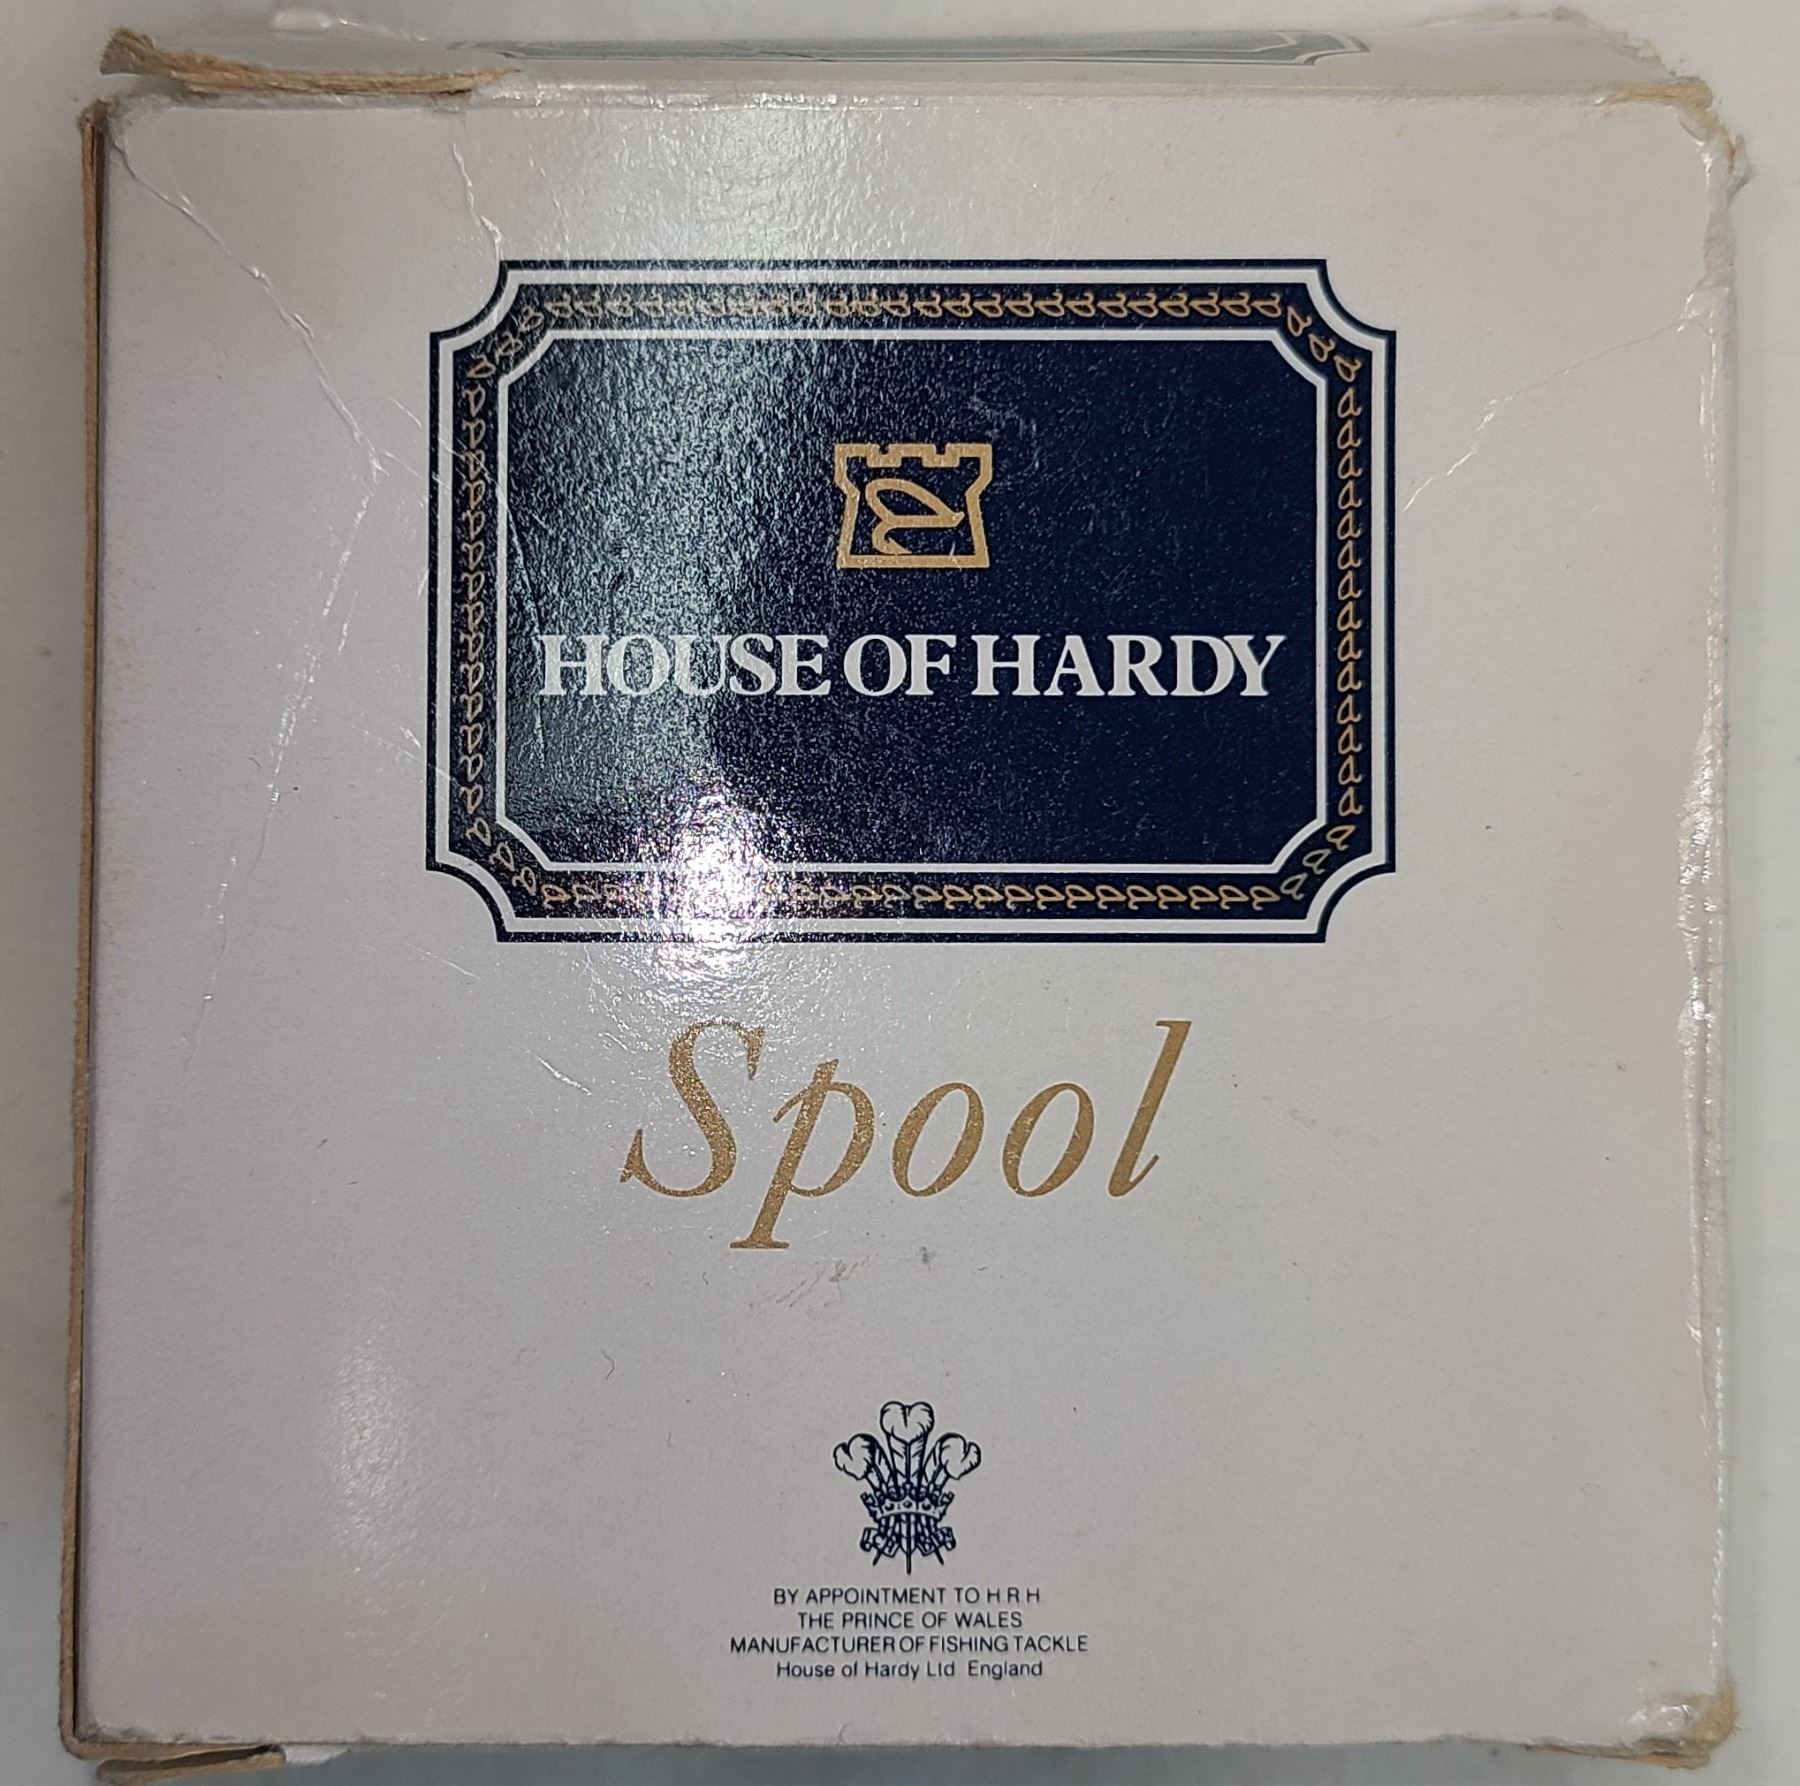 HOUSE OF HARDY
Spool
BY APPOINTMENT TO H.R.H
THE PRINCE OF WALES
MANUFACTURER OF FISHING TACKLE
House of Hardy Ltd England